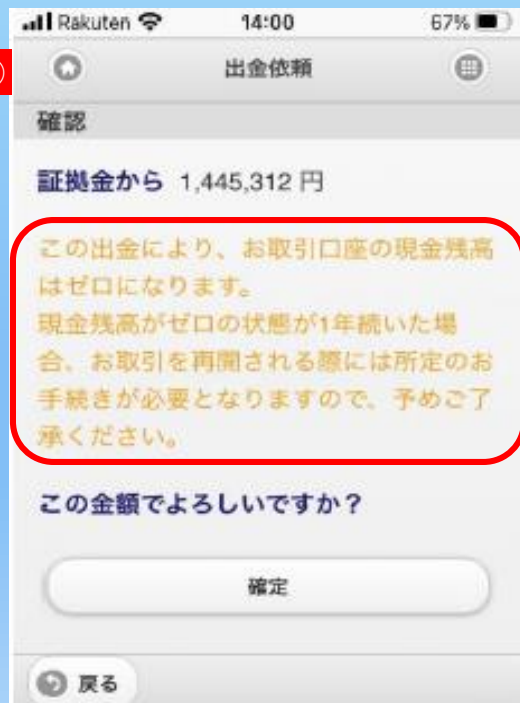 Rakuten 14:00 67%
出金依頼
確認
証拠金から 1,445,312 円
この出金により、お取引口座の現金残高
はゼロになります。
現金残高がゼロの状態が1年続いた場
合、お取引を再開される際には所定のお
手続きが必要となりますので、予めご了
承ください。
この金額でよろしいですか？
確定
戻る